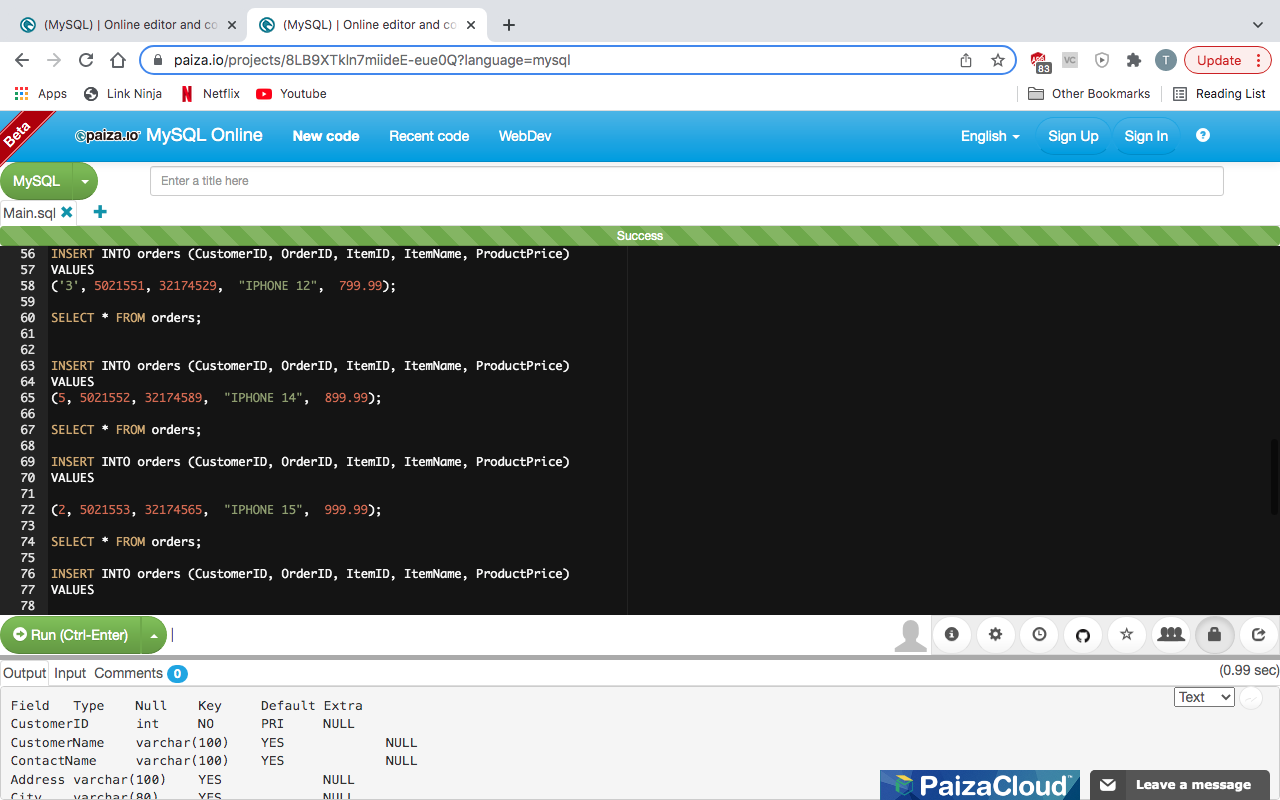 (MySQL) | Online editor and co
(MySQL) | Online editor and co
paiza.io/projects/8LB9XTkln7miideE-eue0Q?language=mysql
ABP
83
VC
T
Update
Apps
Link Ninja
Netflix
Youtube
Other Bookmarks
Reading List
Beta
paiza.io MySQL Online
New code
Recent code
WebDev
English
Sign Up
Sign In
MySQL
Enter a title here
Main.sql
Success
56 INSERT INTO orders (CustomerID, OrderID, ItemID, ItemName, ProductPrice)
57 VALUES
58 ('3', 5021551, 32174529,  "IPHONE 12",  799.99);
59
60 SELECT * FROM orders;
61
62
63 INSERT INTO orders (CustomerID, OrderID, ItemID, ItemName, ProductPrice)
64 VALUES
65 (5, 5021552, 32174589,  "IPHONE 14",  899.99);
66
67 SELECT * FROM orders;
68
69 INSERT INTO orders (CustomerID, OrderID, ItemID, ItemName, ProductPrice)
70 VALUES
71
72 (2, 5021553, 32174565,  "IPHONE 15",  999.99);
73
74 SELECT * FROM orders;
75
76 INSERT INTO orders (CustomerID, OrderID, ItemID, ItemName, ProductPrice)
77 VALUES
78
Run (Ctrl-Enter)
Output Input Comments 0
(0.99 sec)
Text
Field Type Null Key Default Extra
CustomerID int NO PRI NULL
CustomerName varchar(100) YES NULL
ContactName varchar(100) YES NULL
Address varchar(100) YES NULL
City varchar(80) YES NULL
PaizaCloud
Leave a message